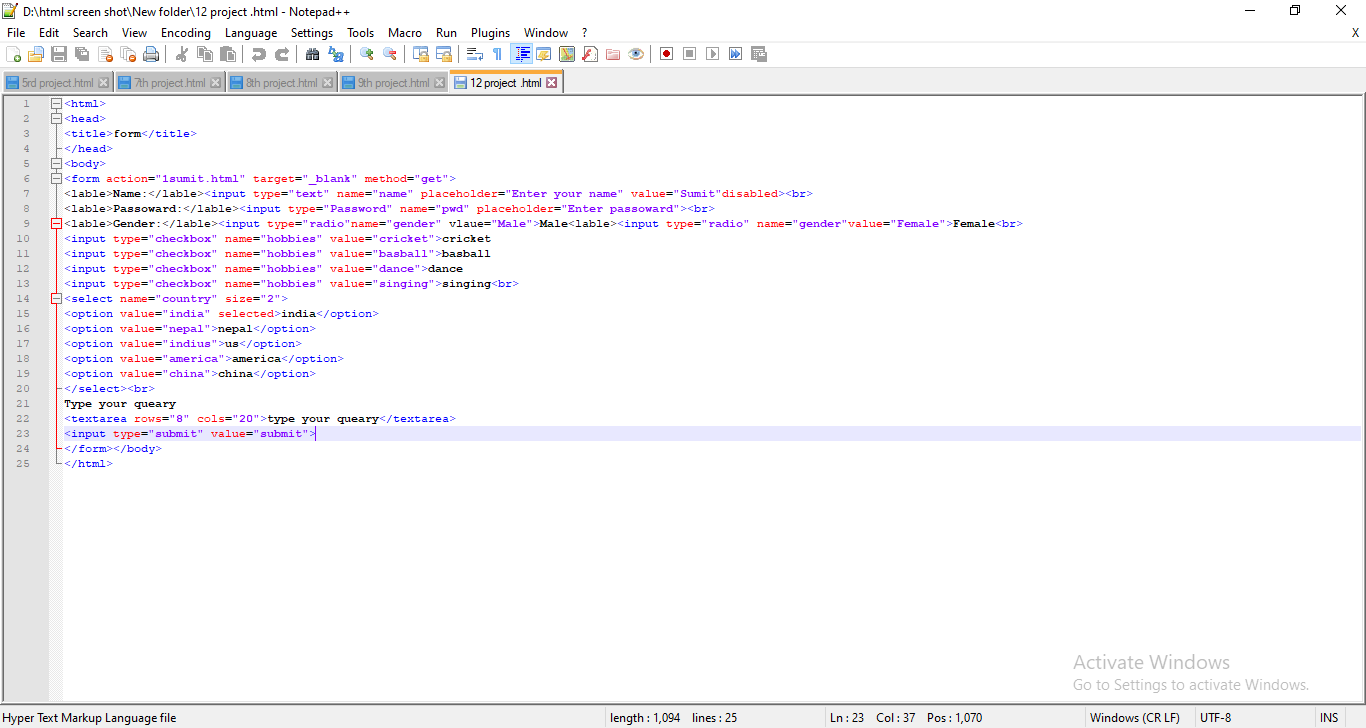 D:\html screen shot\New folder\12 project .html - Notepad++
File Edit Search View Encoding Language Settings Tools Macro Run Plugins Window ? X
5rd project.html 7th project.html 8th project.html 9th project.html 12 project .html
1 <html>
2 <head>
3 <title>form</title>
4 </head>
5 <body>
6 <form action="1sumit.html" target="_blank" method="get">
7 <lable>Name:</lable><input type="text" name="name" placeholder="Enter your name" value="Sumit"disabled><br>
8 <lable>Passoward:</lable><input type="Password" name="pwd" placeholder="Enter passoward"><br>
9 <lable>Gender:</lable><input type="radio"name="gender" vlaue="Male">Male<lable><input type="radio" name="gender"value="Female">Female<br>
10 <input type="checkbox" name="hobbies" value="cricket">cricket
11 <input type="checkbox" name="hobbies" value="basball">basball
12 <input type="checkbox" name="hobbies" value="dance">dance
13 <input type="checkbox" name="hobbies" value="singing">singing<br>
14 <select name="country" size="2">
15 <option value="india" selected>india</option>
16 <option value="nepal">nepal</option>
17 <option value="indius">us</option>
18 <option value="america">america</option>
19 <option value="china">china</option>
20 </select><br>
21 Type your queary
22 <textarea rows="8" cols="20">type your queary</textarea>
23 <input type="submit" value="submit">
24 </form></body>
25 </html>
Activate Windows
Go to Settings to activate Windows.
Hyper Text Markup Language file length : 1,094 lines : 25 Ln : 23 Col : 37 Pos : 1,070 Windows (CR LF) UTF-8 INS